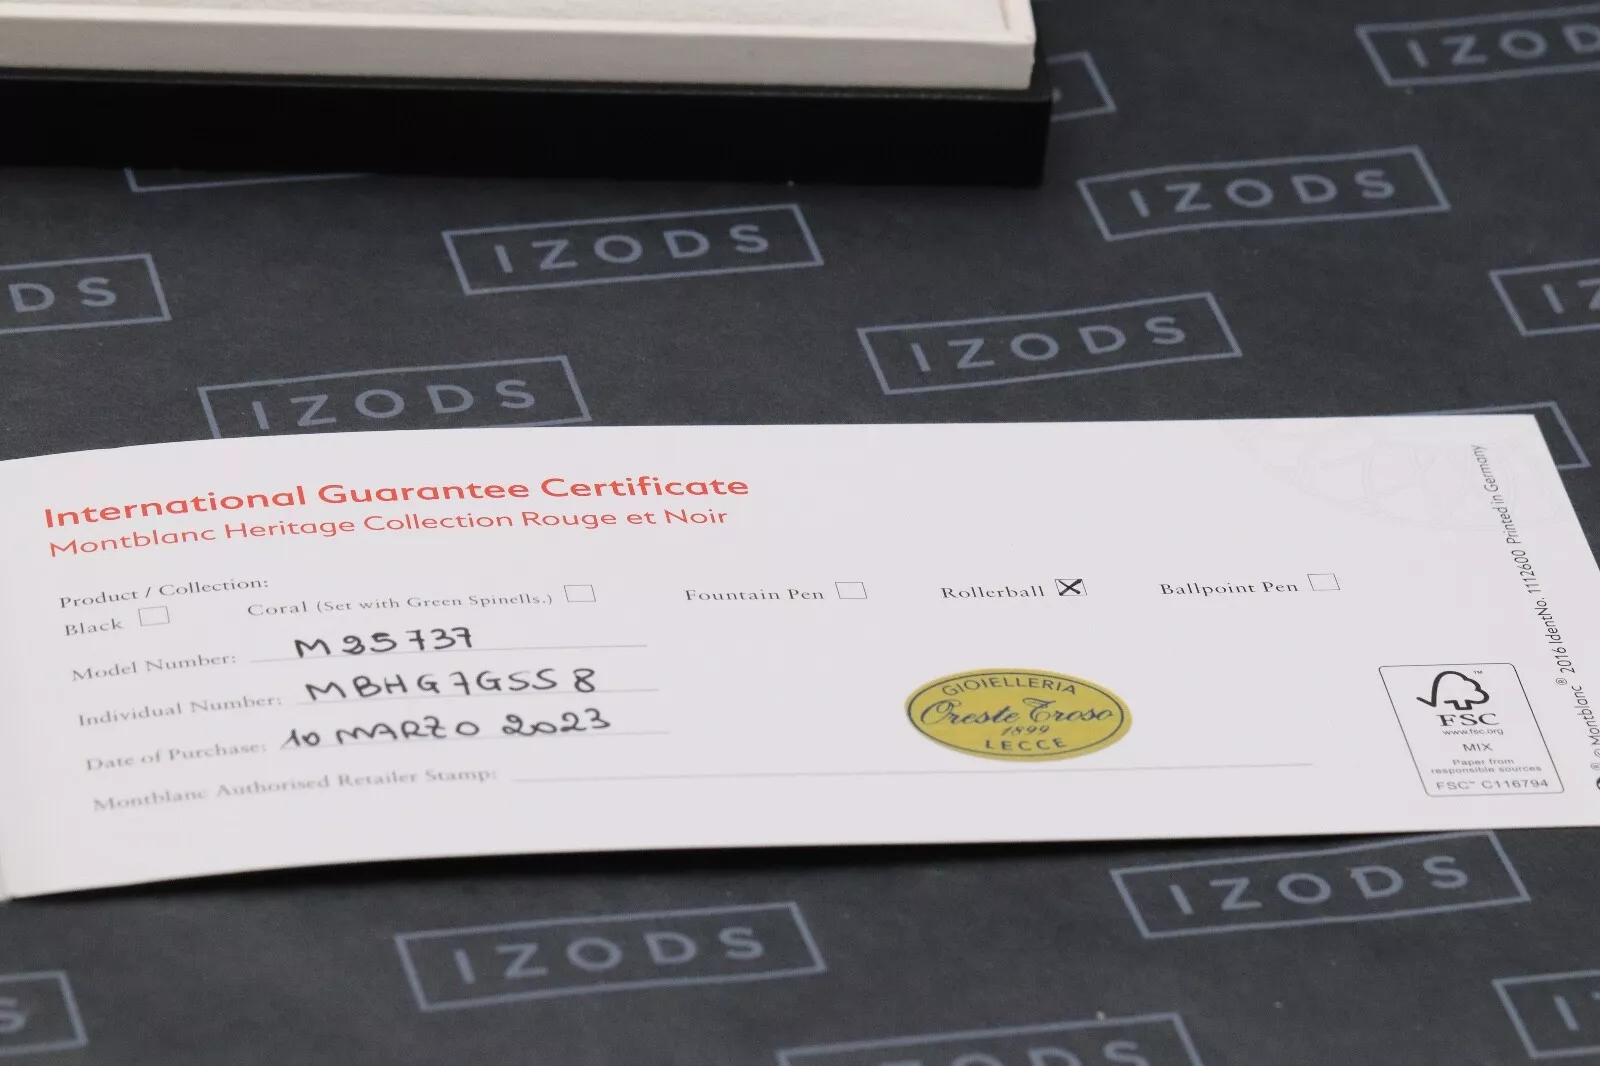 IZODS
IZODS
IZODS
DS
IZ
IZODS
IZODS
International Guarantee Certificate
Montblanc Heritage Collection Rouge et Noir
Product / Collection:
Black
Coral (Set with Green Spinells.)
Fountain Pen
Rollerball
Ballpoint Pen
Model Number: M35737
Individual Number: MBHG7GSS8
Date of Purchase: 10 MARZO 2023
Montblanc Authorised Retailer Stamp:
GIOIELLERIA
Oreste Troso
1899
LECCE
FSC
www.fsc.org
MIX
Paper from
responsible sources
FSC™ C116794
® Montblanc® 2016 IdentNo. 1112600 Printed in Germany
IZODS
IZODS
S
ODS